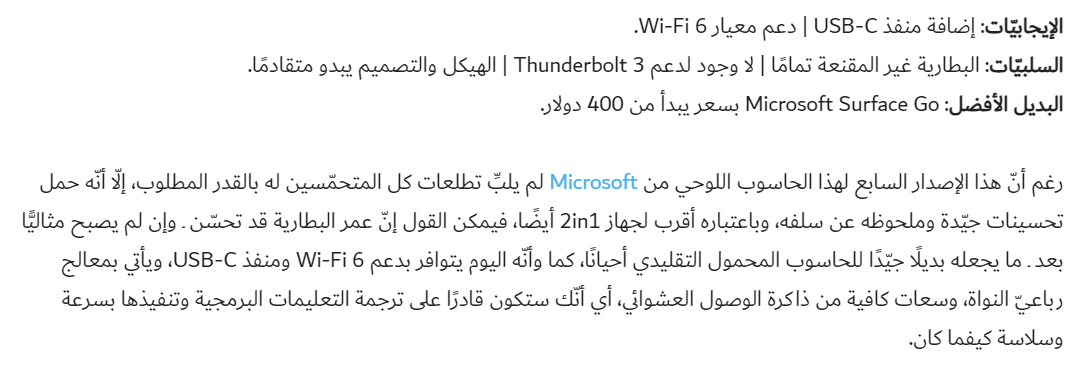 الإيجابيّات: إضافة منفذ USB-C | دعم معيار Wi-Fi 6.
السلبيّات: البطارية غير المقنعة تمامًا | لا وجود لدعم Thunderbolt 3 | الهيكل والتصميم يبدو متقادمًا.
البديل الأفضل: Microsoft Surface Go بسعر يبدأ من 400 دولار.
رغم أنّ هذا الإصدار السابع لهذا الحاسوب اللوحي من Microsoft لم يلبِّ تطلعات كل المتحمّسين له بالقدر المطلوب، إلّا أنّه حمل
تحسينات جيّدة وملحوظه عن سلفه، وباعتباره أقرب لجهاز 2in1 أيضًا، فيمكن القول إنّ عمر البطارية قد تحسّن ـ وإن لم يصبح مثاليًّا
بعد ـ ما يجعله بديلًا جيّدًا للحاسوب المحمول التقليدي أحيانًا، كما وأنّه اليوم يتوافر بدعم Wi-Fi 6 ومنفذ USB-C، ويأتي بمعالج
رباعيّ النواة، وسعات كافية من ذاكرة الوصول العشوائي، أي أنّك ستكون قادرًا على ترجمة التعليمات البرمجية وتنفيذها بسرعة
وسلاسة كيفما كان.